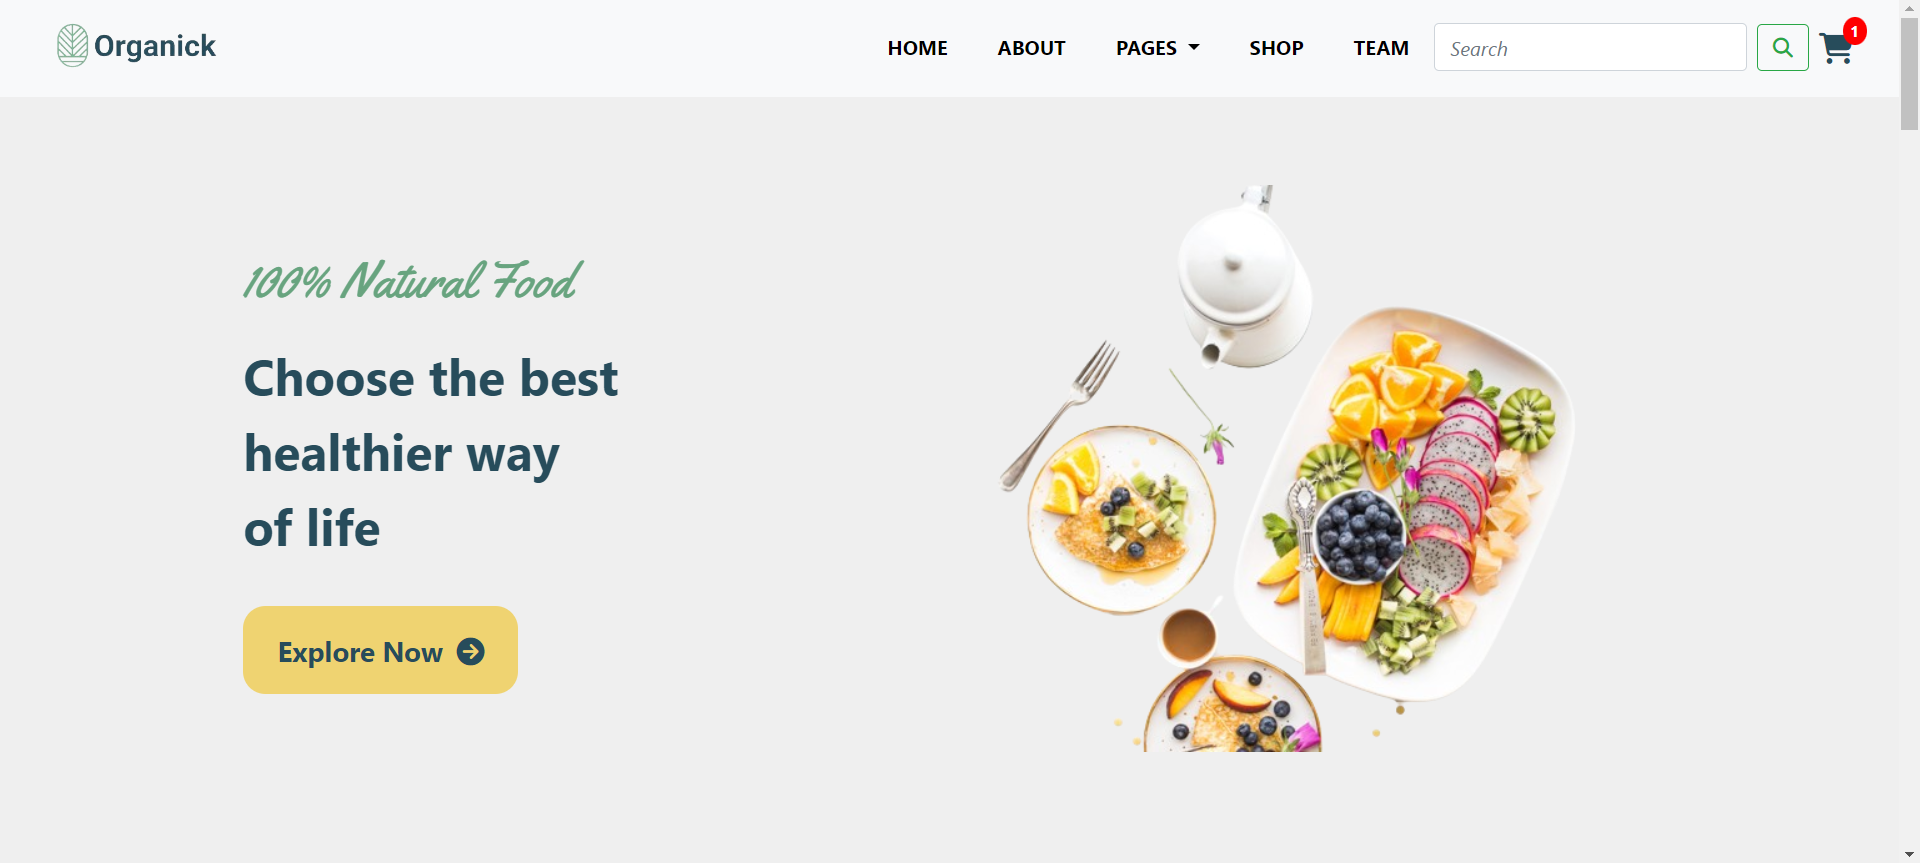 Organick
HOME ABOUT PAGES SHOP TEAM Search 1
100% Natural Food
Choose the best
healthier way
of life
Explore Now